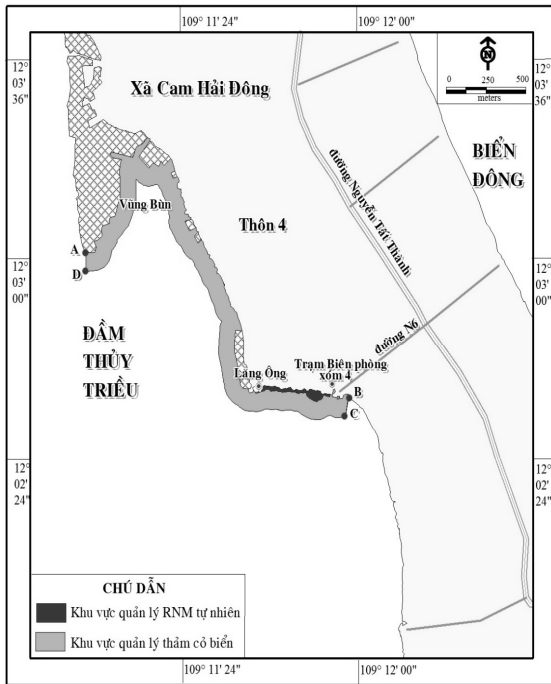 109° 11' 24"
109° 12' 00"
12°
03'
36"
12°
03'
36"
N
0 250 500
meters
Xã Cam Hải Đông
BIỂN
ĐÔNG
đường Nguyễn Tất Thành
Vũng Bùn
Thôn 4
A
D
12°
03'
00"
12°
03'
00"
ĐẦM
THỦY
TRIỀU
đường N6
Trạm Biên phòng
xóm 4
Lăng Ông
B
C
12°
02'
24"
12°
02'
24"
CHÚ DẪN
Khu vực quản lý RNM tự nhiên
Khu vực quản lý thảm cỏ biển
109° 11' 24"
109° 12' 00"